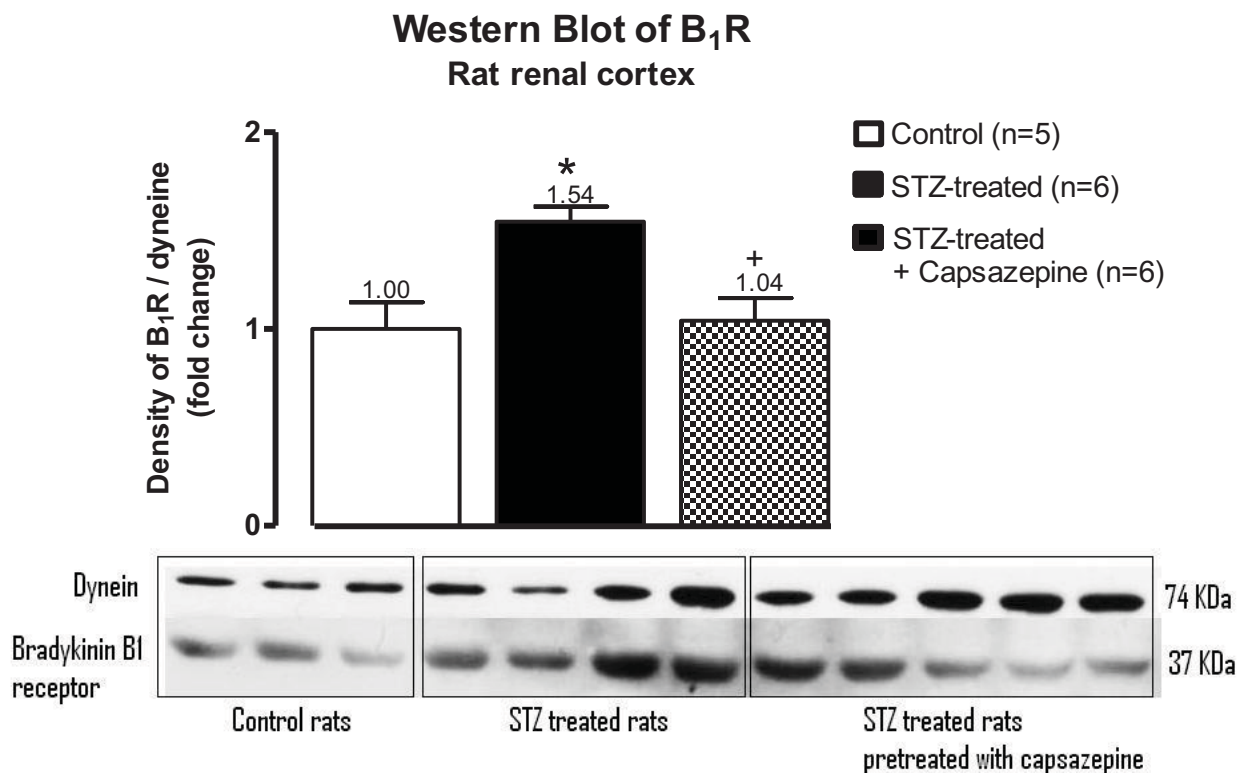 Western Blot of B₁R
Rat renal cortex
Density of B₁R / dyneine
(fold change)
2
1
0
1.00
*
1.54
+
1.04
Control (n=5)
STZ-treated (n=6)
STZ-treated
+ Capsazepine (n=6)
Dynein
74 KDa
Bradykinin B1
receptor
37 KDa
Control rats
STZ treated rats
STZ treated rats
pretreated with capsazepine